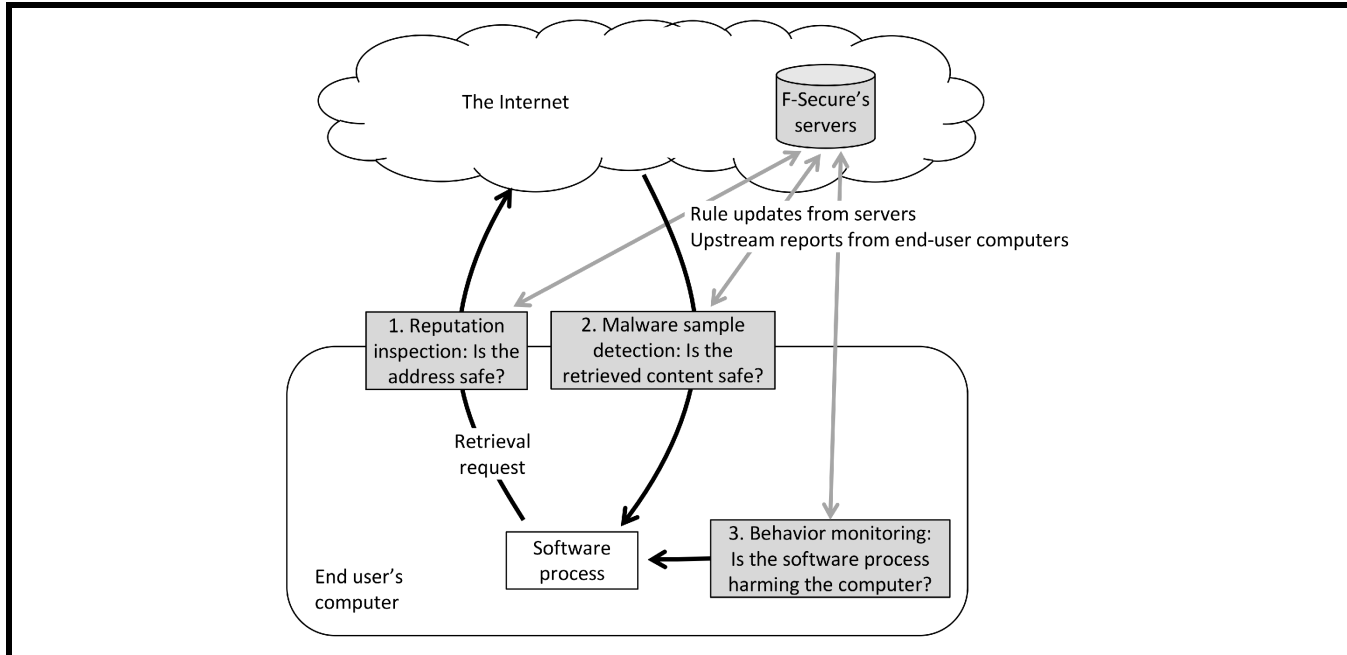 The Internet
F-Secure’s
servers
Rule updates from servers
Upstream reports from end-user computers
1. Reputation
inspection: Is the
address safe?
2. Malware sample
detection: Is the
retrieved content safe?
Retrieval
request
Software
process
3. Behavior monitoring:
Is the software process
harming the computer?
End user’s
computer